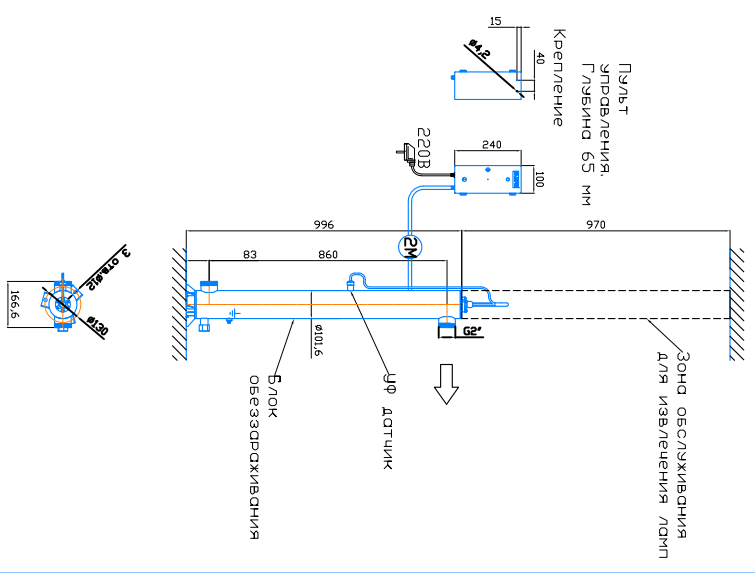 Пульт
управления.
Глубина 65 мм
Крепление
15
40
ø4,2
240
100
220В
2М
996
970
83
860
3 отв.ø12
ø130
166,6
ø101,6
G2"
УФ датчик
Блок
обеззараживания
Зона обслуживания
для извлечения ламп